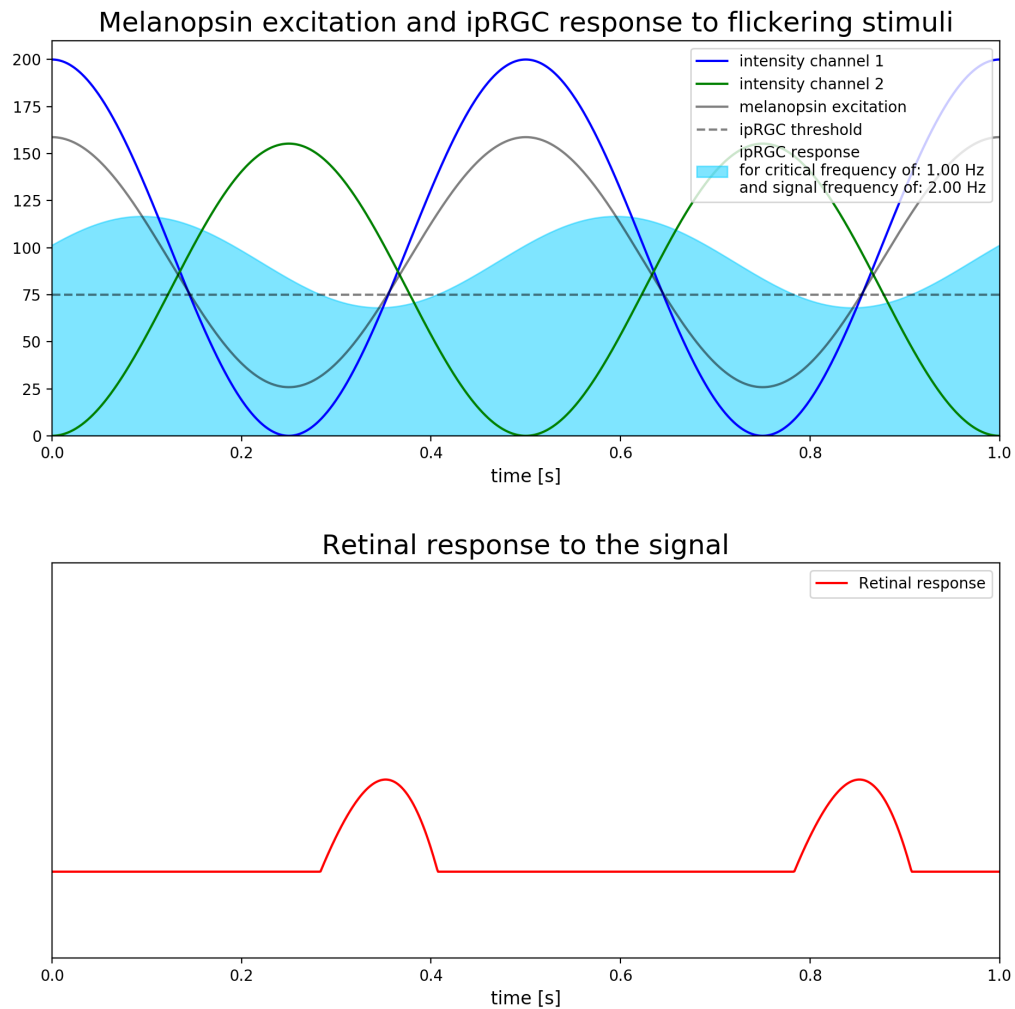 Melanopsin excitation and ipRGC response to flickering stimuli
200
175
150
125
100
75
50
25
0
intensity channel 1
intensity channel 2
melanopsin excitation
ipRGC threshold
ipRGC response
for critical frequency of: 1.00 Hz
and signal frequency of: 2.00 Hz
0.0 0.2 0.4 0.6 0.8 1.0
time [s]
Retinal response to the signal
Retinal response
0.0 0.2 0.4 0.6 0.8 1.0
time [s]